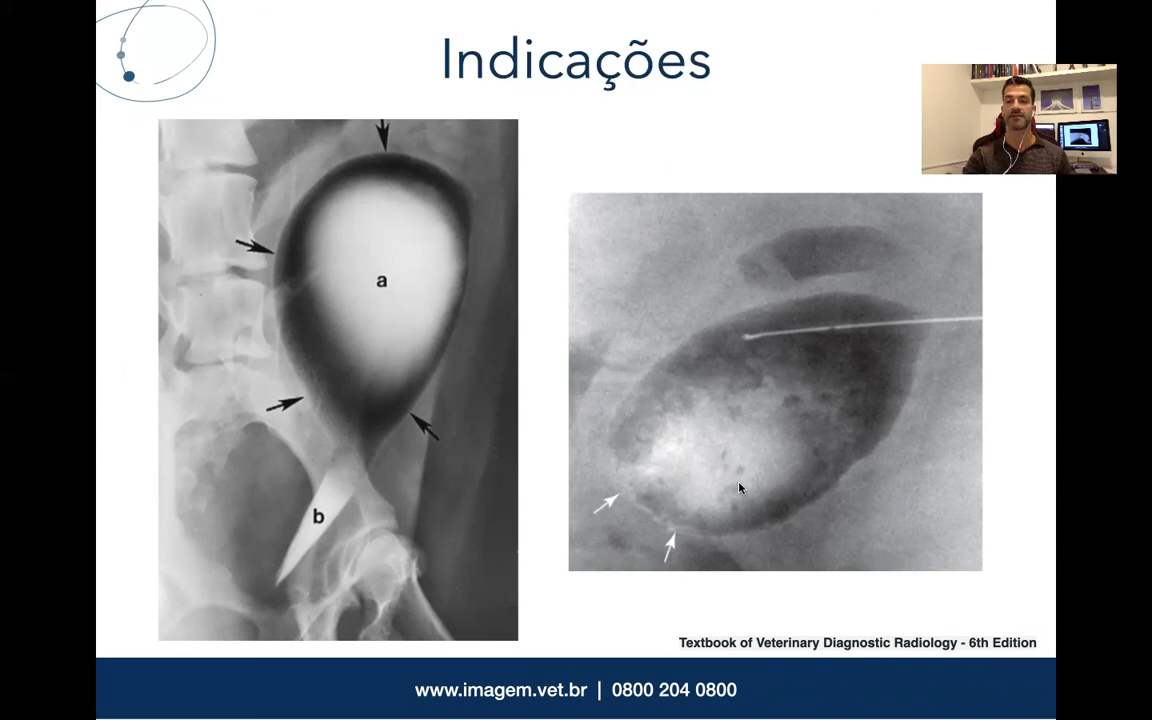 Indicações
a
b
Textbook of Veterinary Diagnostic Radiology - 6th Edition
www.imagem.vet.br | 0800 204 0800